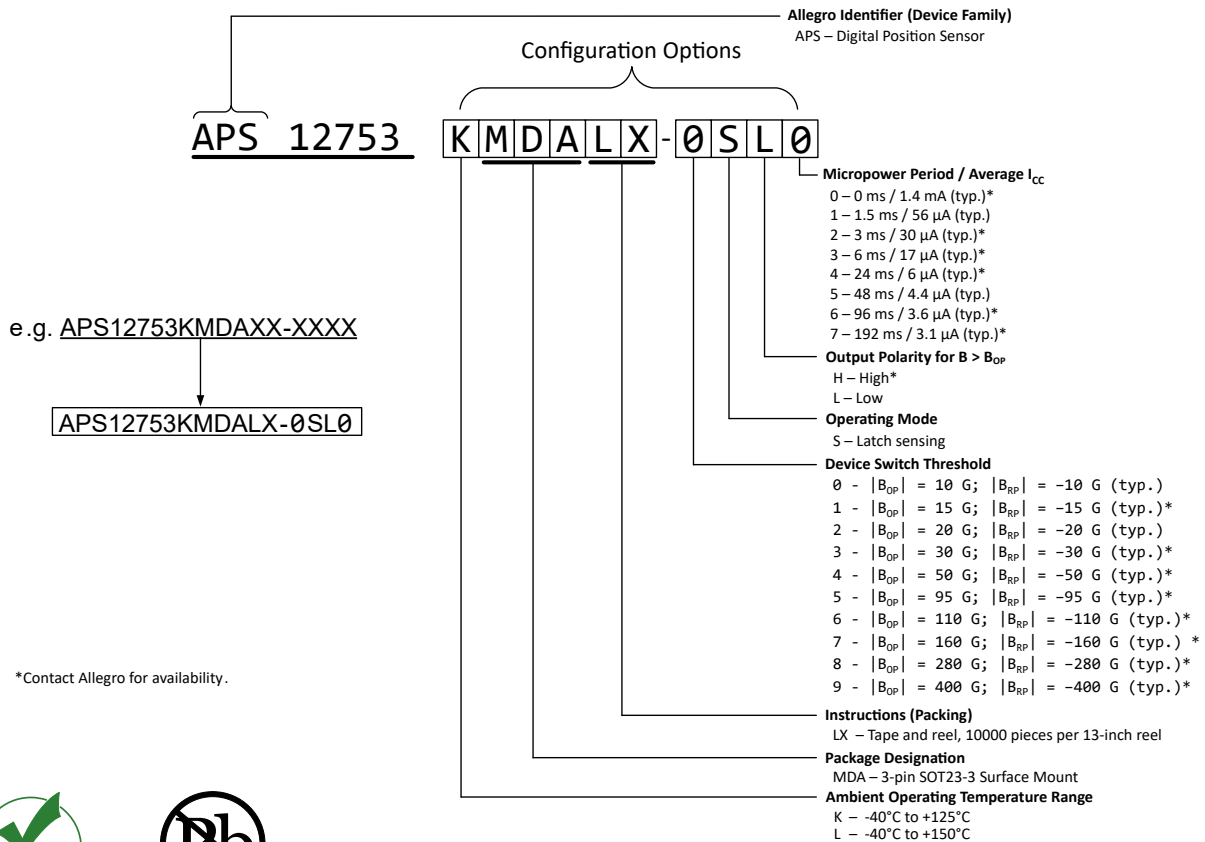 Allegro Identifier (Device Family)
APS – Digital Position Sensor
Configuration Options
APS 12753 KMDALX-0SL0
Micropower Period / Average ICC
0 – 0 ms / 1.4 mA (typ.)*
1 – 1.5 ms / 56 µA (typ.)
2 – 3 ms / 30 µA (typ.)*
3 – 6 ms / 17 µA (typ.)*
4 – 24 ms / 6 µA (typ.)*
5 – 48 ms / 4.4 µA (typ.)
6 – 96 ms / 3.6 µA (typ.)*
7 – 192 ms / 3.1 µA (typ.)*
Output Polarity for B > BOP
H – High*
L – Low
Operating Mode
S – Latch sensing
Device Switch Threshold
0 - |BOP| = 10 G; |BRP| = –10 G (typ.)
1 - |BOP| = 15 G; |BRP| = –15 G (typ.)*
2 - |BOP| = 20 G; |BRP| = –20 G (typ.)
3 - |BOP| = 30 G; |BRP| = –30 G (typ.)*
4 - |BOP| = 50 G; |BRP| = –50 G (typ.)*
5 - |BOP| = 95 G; |BRP| = –95 G (typ.)*
6 - |BOP| = 110 G; |BRP| = –110 G (typ.)*
7 - |BOP| = 160 G; |BRP| = –160 G (typ.) *
8 - |BOP| = 280 G; |BRP| = –280 G (typ.)*
9 - |BOP| = 400 G; |BRP| = –400 G (typ.)*
Instructions (Packing)
LX – Tape and reel, 10000 pieces per 13-inch reel
Package Designation
MDA – 3-pin SOT23-3 Surface Mount
Ambient Operating Temperature Range
K – -40°C to +125°C
L – -40°C to +150°C
e.g. APS12753KMDAXX-XXXX
APS12753KMDALX-0SL0
*Contact Allegro for availability.
Pb